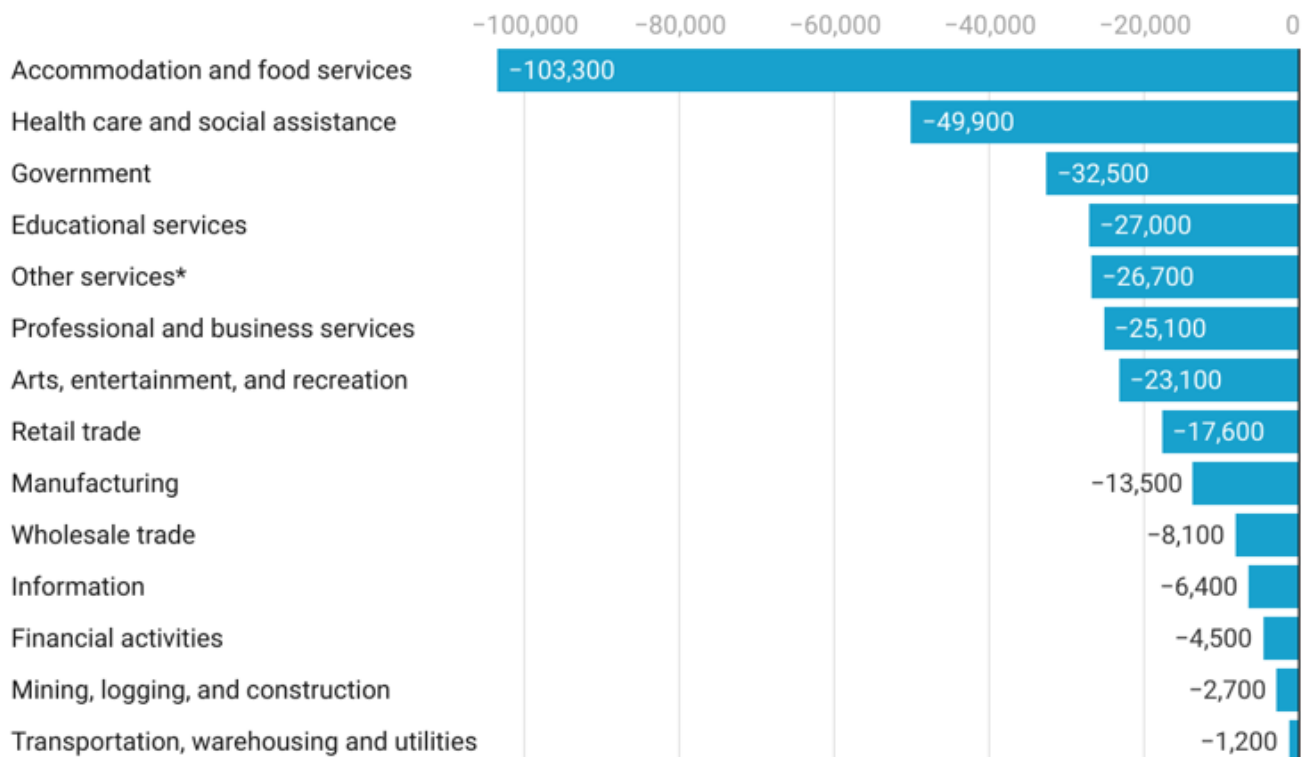 −100,000 −80,000 −60,000 −40,000 −20,000 0
Accommodation and food services −103,300
Health care and social assistance −49,900
Government −32,500
Educational services −27,000
Other services* −26,700
Professional and business services −25,100
Arts, entertainment, and recreation −23,100
Retail trade −17,600
Manufacturing −13,500
Wholesale trade −8,100
Information −6,400
Financial activities −4,500
Mining, logging, and construction −2,700
Transportation, warehousing and utilities −1,200